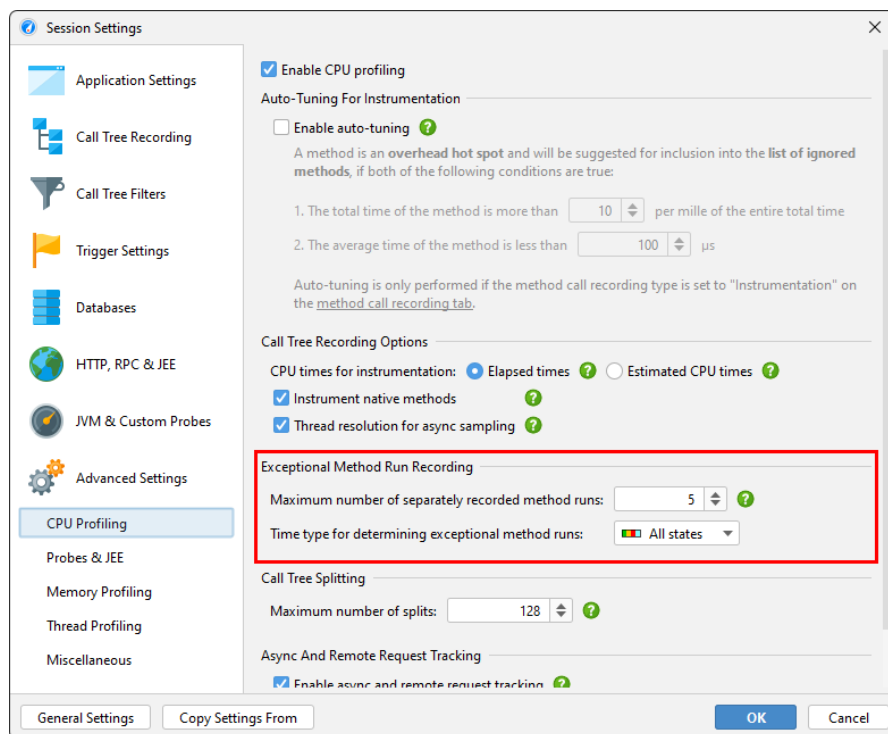 Session Settings
Application Settings
Call Tree Recording
Call Tree Filters
Trigger Settings
Databases
HTTP, RPC & JEE
JVM & Custom Probes
Advanced Settings
CPU Profiling
Probes & JEE
Memory Profiling
Thread Profiling
Miscellaneous
Enable CPU profiling
Auto-Tuning For Instrumentation
Enable auto-tuning ?
A method is an overhead hot spot and will be suggested for inclusion into the list of ignored
methods, if both of the following conditions are true:
1. The total time of the method is more than 10 per mille of the entire total time
2. The average time of the method is less than 100 µs
Auto-tuning is only performed if the method call recording type is set to "Instrumentation" on
the method call recording tab.
Call Tree Recording Options
CPU times for instrumentation: Elapsed times ? Estimated CPU times ?
Instrument native methods ?
Thread resolution for async sampling ?
Exceptional Method Run Recording
Maximum number of separately recorded method runs: 5 ?
Time type for determining exceptional method runs: All states
Call Tree Splitting
Maximum number of splits: 128 ?
Async And Remote Request Tracking
Enable async and remote request tracking ?
General Settings
Copy Settings From
OK
Cancel